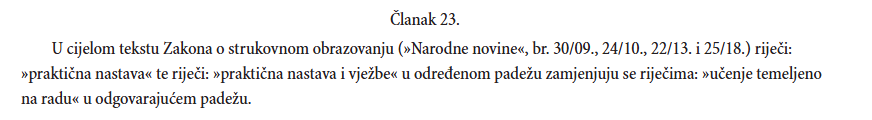 Članak 23.
U cijelom tekstu Zakona o strukovnom obrazovanju (»Narodne novine«, br. 30/09., 24/10., 22/13. i 25/18.) riječi:
»praktična nastava« te riječi: »praktična nastava i vježbe« u određenom padežu zamjenjuju se riječima: »učenje temeljeno
na radu« u odgovarajućem padežu.